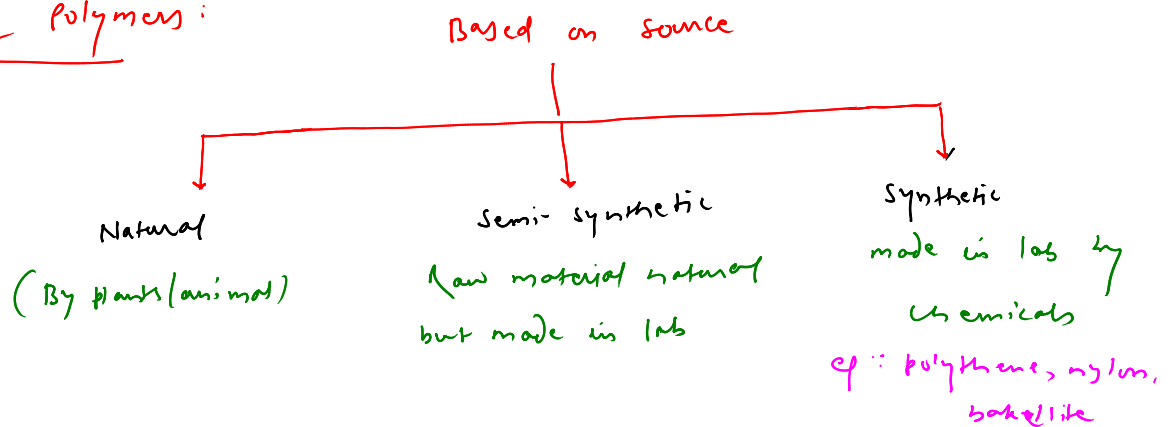 Polymers:
Based on source
Natural
(By plants/animal)
Semi-synthetic
Raw material natural
but made in lab
Synthetic
made in lab by
chemicals
eg: polythene, nylon,
bakellite